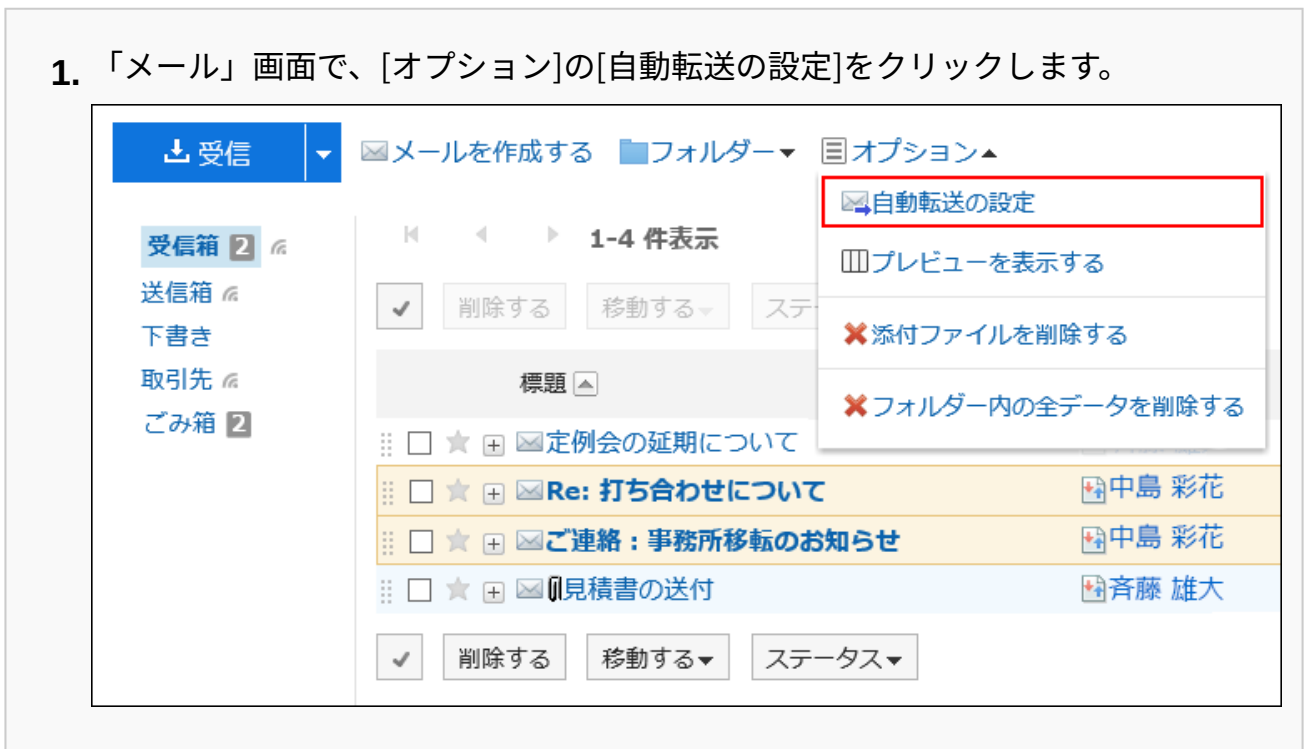 1. 「メール」画面で、[オプション]の[自動転送の設定]をクリックします。
受信 メールを作成する フォルダー オプション
自動転送の設定
受信箱 2 1-4 件表示
プレビューを表示する
送信箱
削除する 移動する ステー
下書き
添付ファイルを削除する
取引先
標題
フォルダー内の全データを削除する
ごみ箱 2
定例会の延期について
Re: 打ち合わせについて 中島 彩花
ご連絡：事務所移転のお知らせ 中島 彩花
見積書の送付 斉藤 雄大
削除する 移動する ステータス